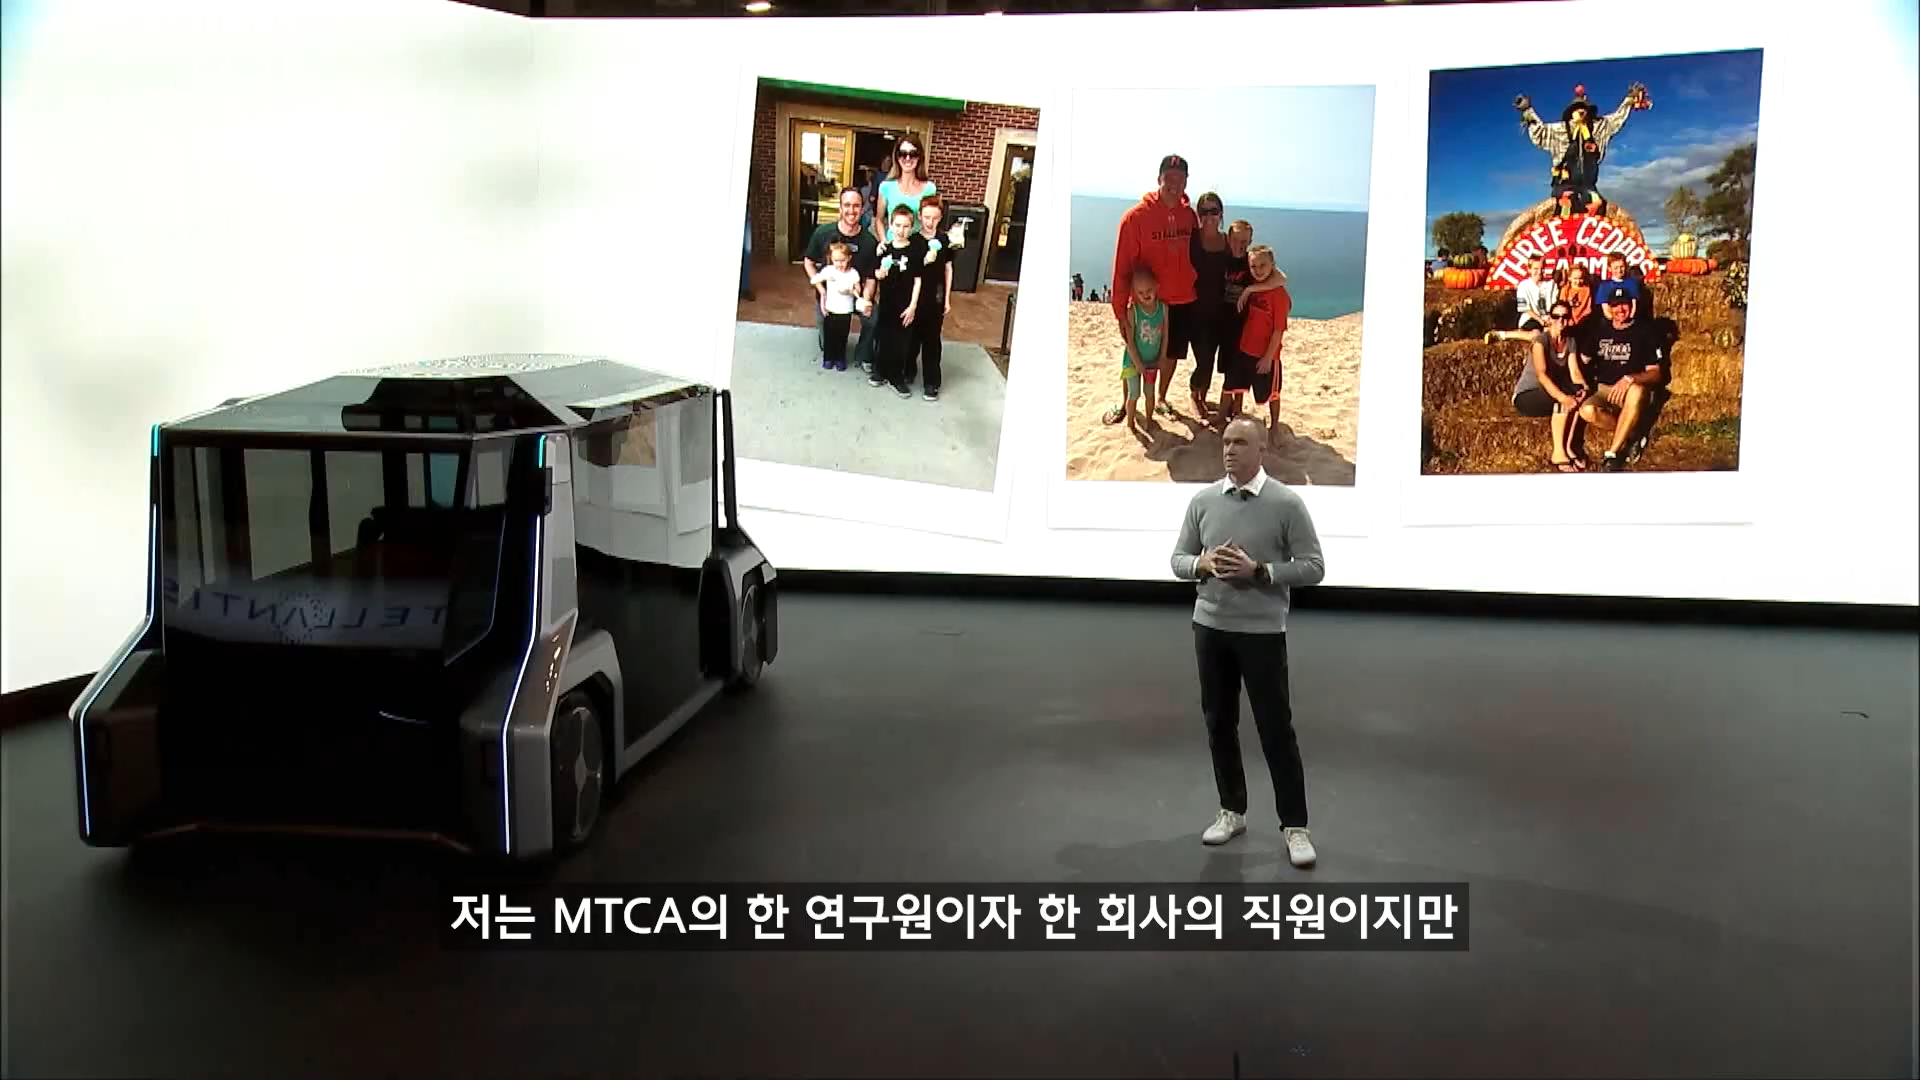 THREE CEDARS
FARM
STELLANTIS
저는 MTCA의 한 연구원이자 한 회사의 직원이지만